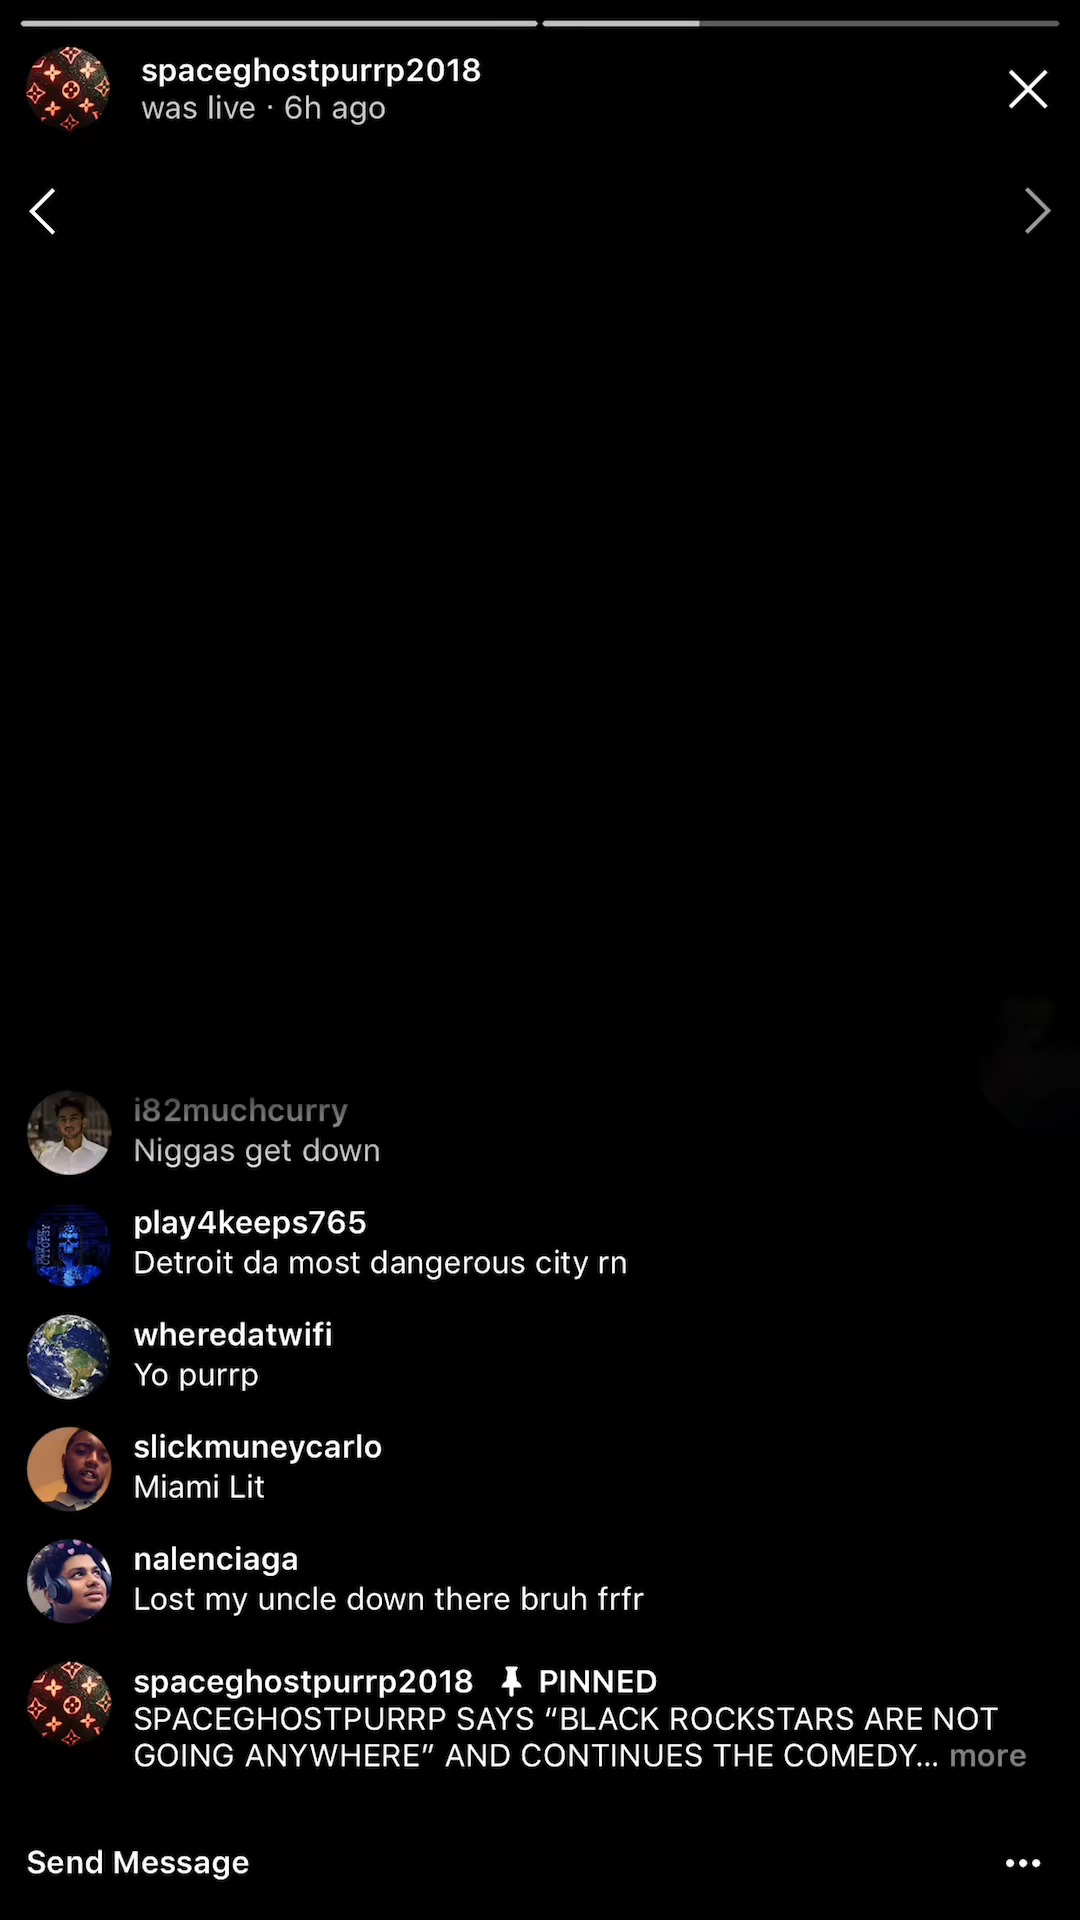 spaceghostpurrp2018
was live · 6h ago
i82muchcurry
Niggas get down
play4keeps765
Detroit da most dangerous city rn
wheredatwifi
Yo purrp
slickmuneycarlo
Miami Lit
nalenciaga
Lost my uncle down there bruh frfr
spaceghostpurrp2018 PINNED
SPACEGHOSTPURRP SAYS “BLACK ROCKSTARS ARE NOT
GOING ANYWHERE” AND CONTINUES THE COMEDY... more
Send Message